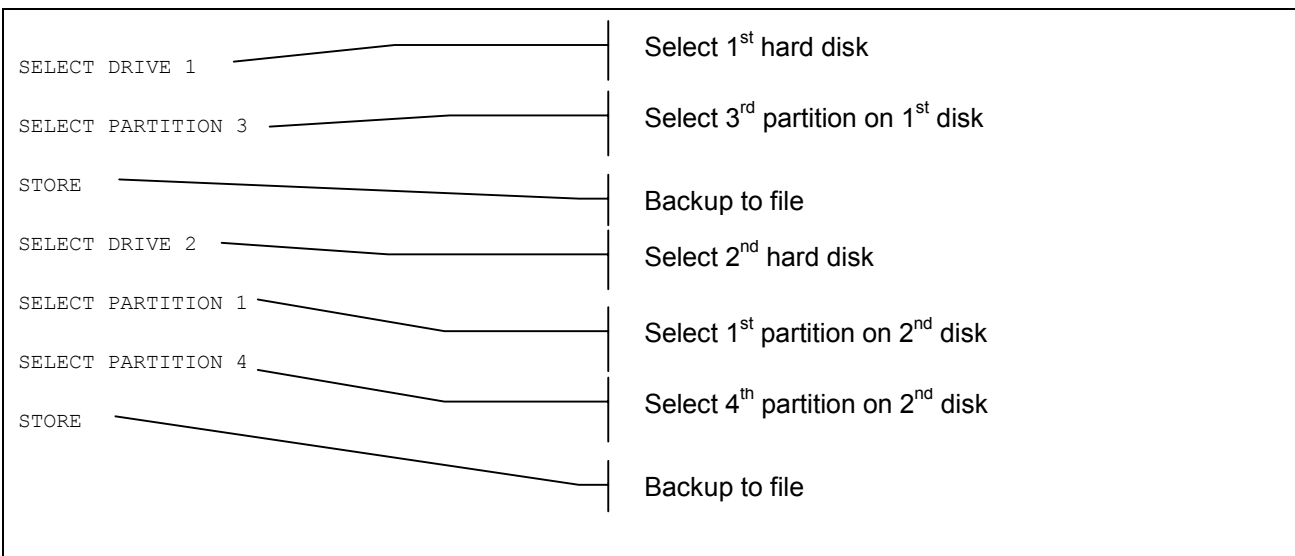 SELECT DRIVE 1
Select 1st hard disk
SELECT PARTITION 3
Select 3rd partition on 1st disk
STORE
Backup to file
SELECT DRIVE 2
Select 2nd hard disk
SELECT PARTITION 1
Select 1st partition on 2nd disk
SELECT PARTITION 4
Select 4th partition on 2nd disk
STORE
Backup to file